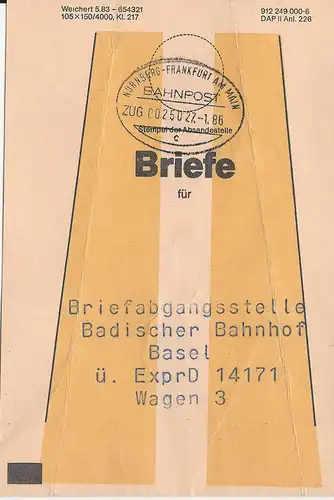 Weichert 5.83 – 654321
105 × 150/4000, Kl. 217
912 249 000-6
DAP II Anl. 226
NÜRNBERG-FRANKFURT AM MAIN
BAHNPOST
ZUG 00250 27.-1.86
Stempel der Absendestelle
c
Briefe
für
Briefabgangsstelle
Badischer Bahnhof
Basel
ü. ExprD 14171
Wagen 3